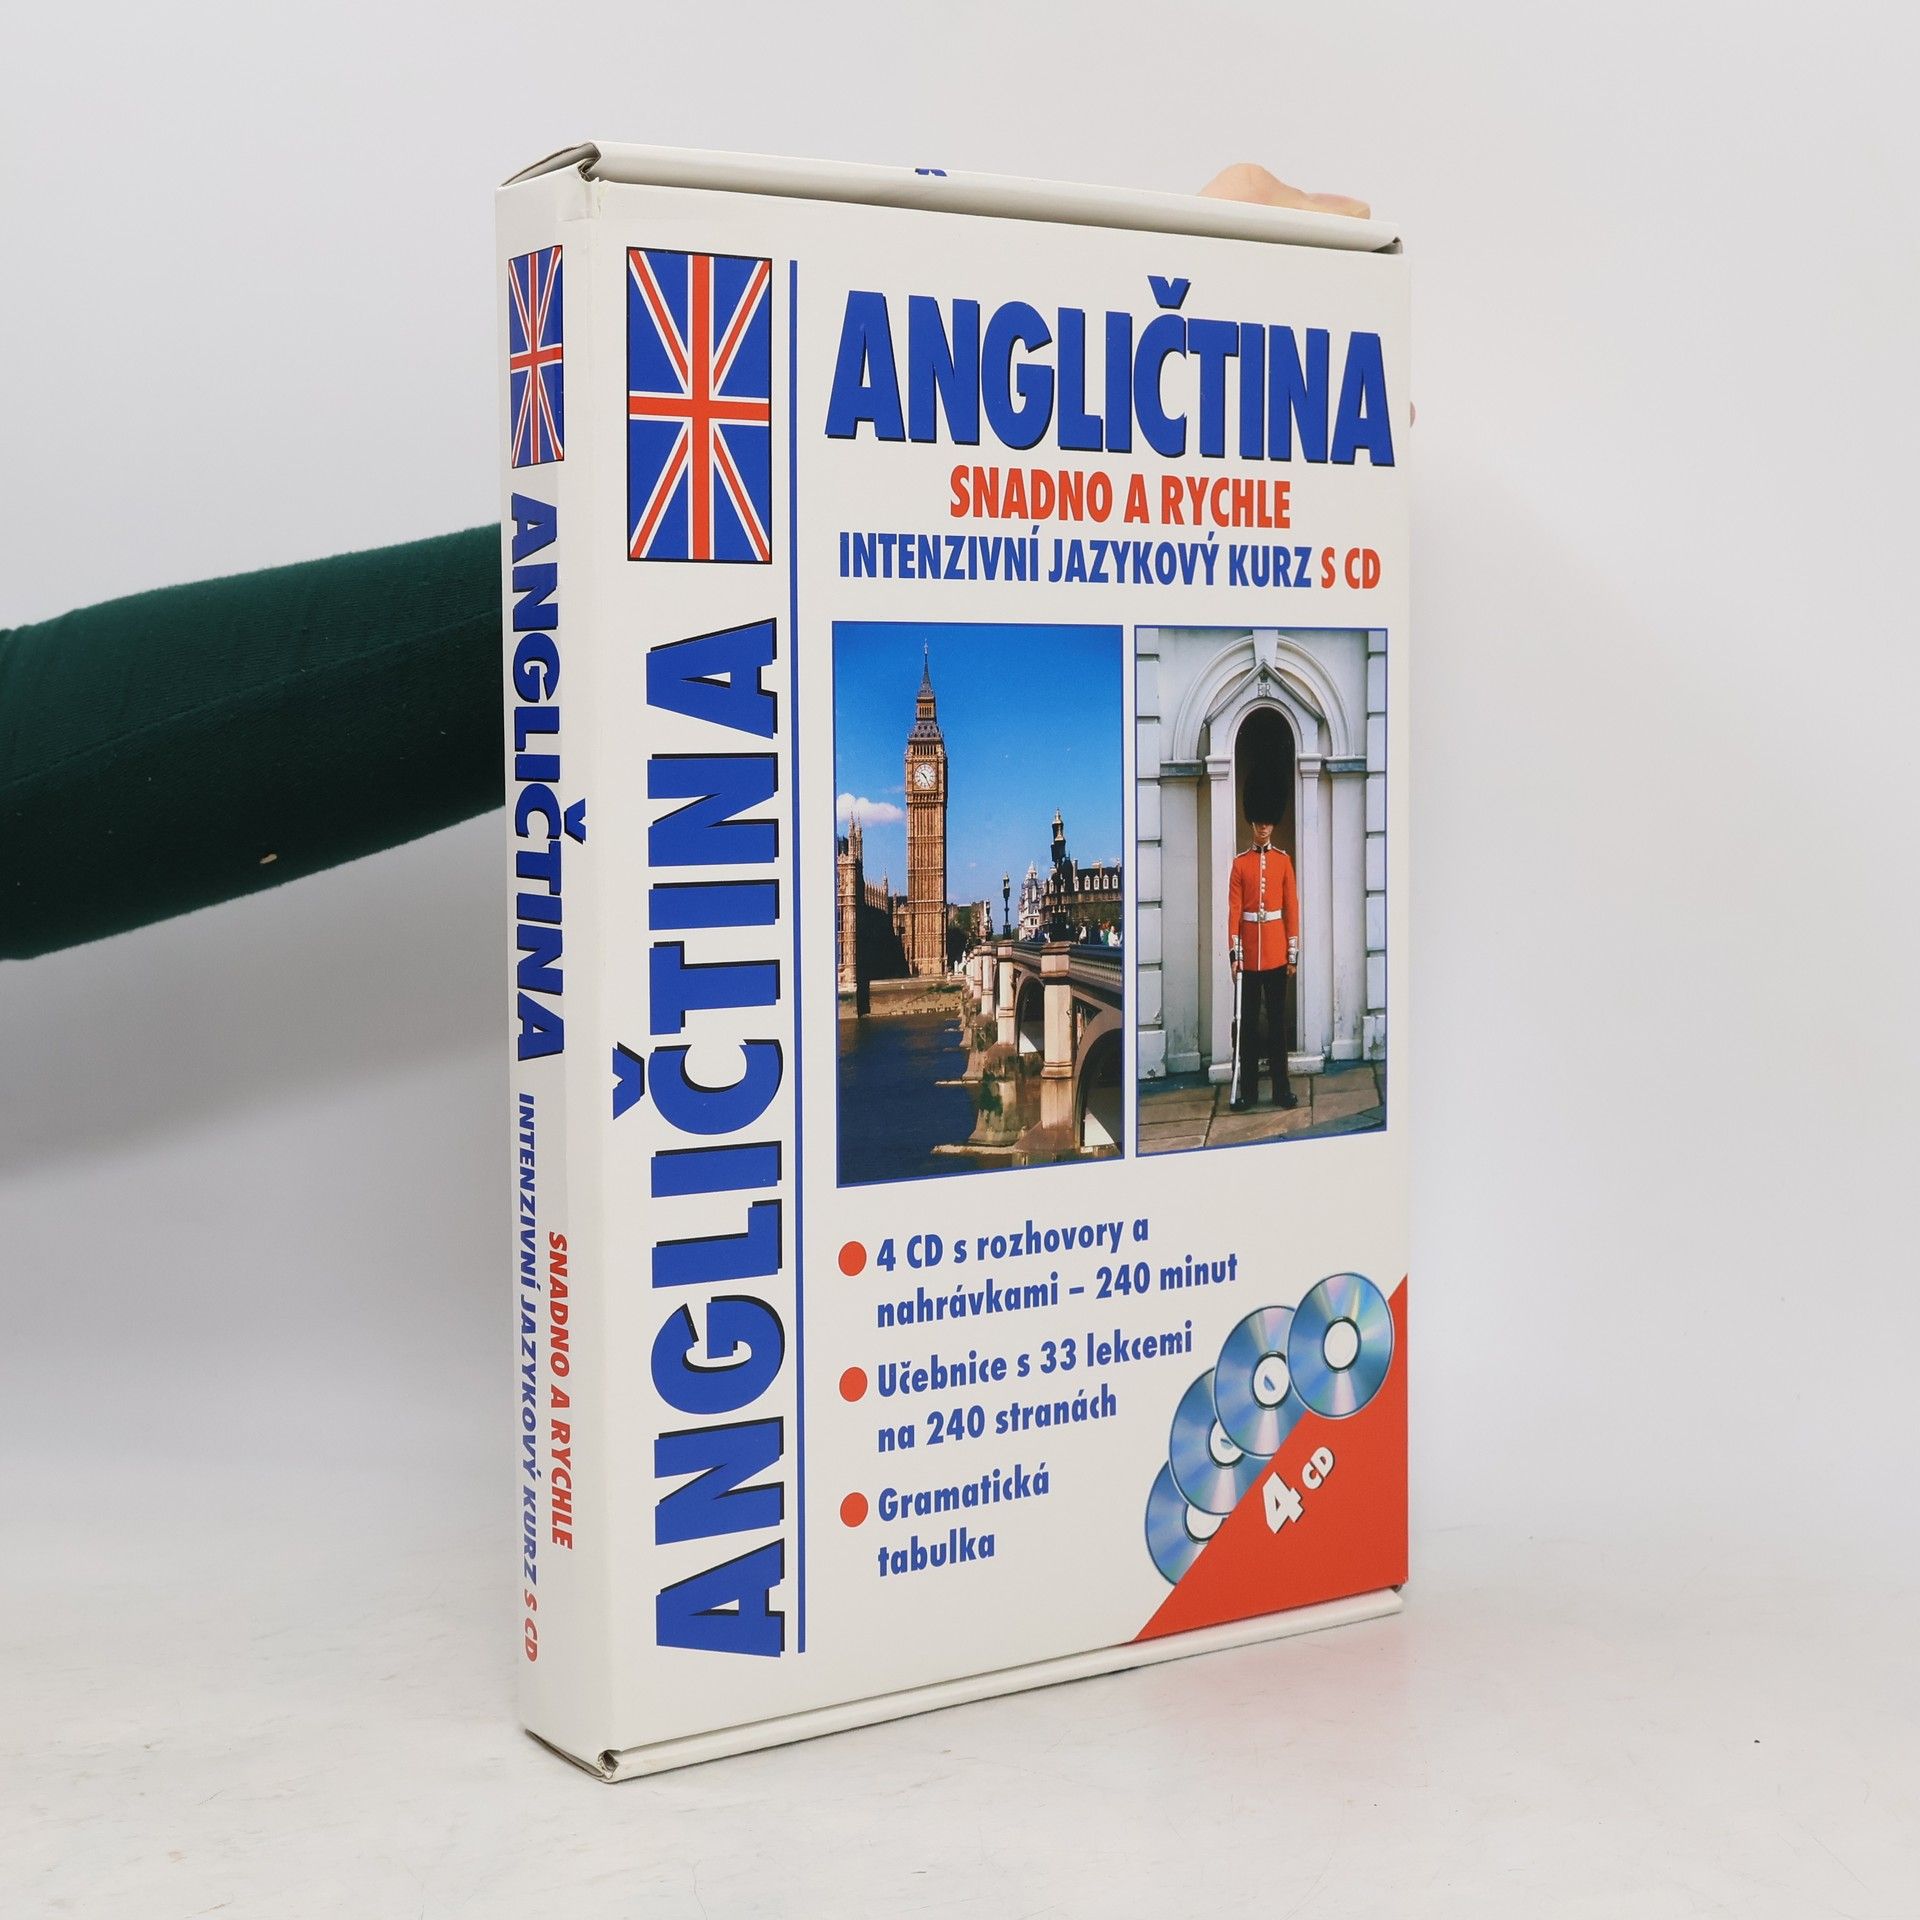 ANGLIČTINA
SNADNO A RYCHLE
INTENZIVNÍ JAZYKOVÝ KURZ S CD
ANGLIČTINA
SNADNO A RYCHLE
INTENZIVNÍ JAZYKOVÝ KURZ S CD
ANGLIČTINA
4 CD s rozhovory a
nahrávkami – 240 minut
Učebnice s 33 lekcemi
na 240 stranách
Gramatická
tabulka
4 CD